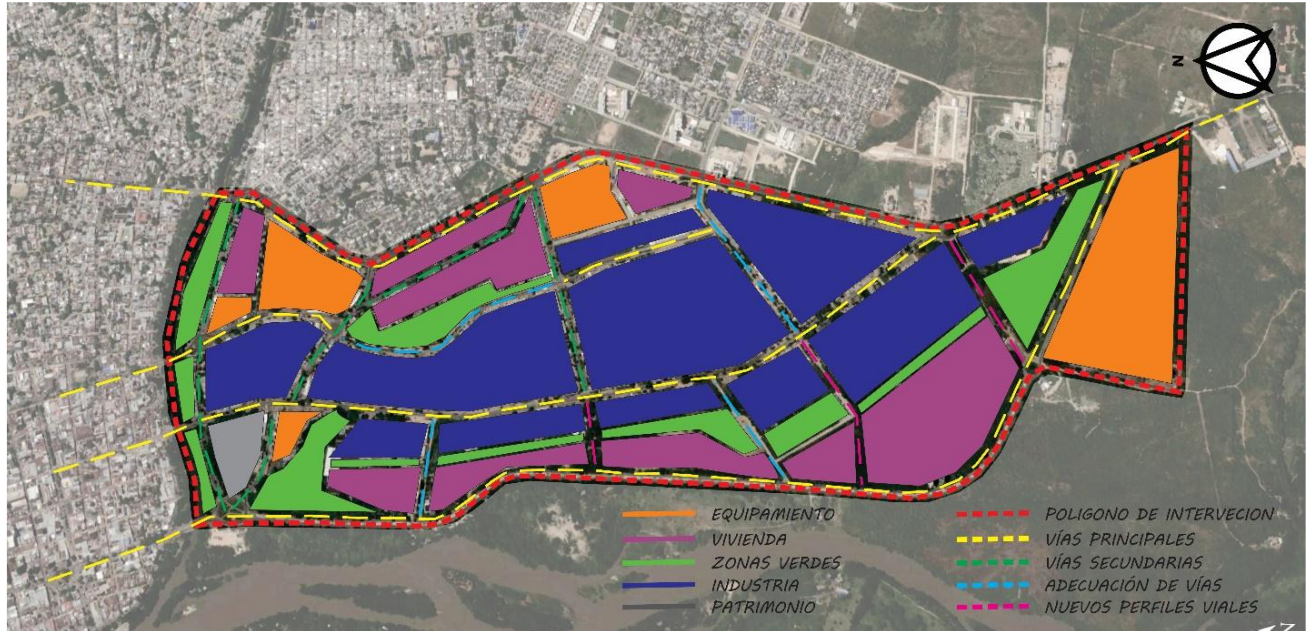 N
EQUIPAMIENTO
VIVIENDA
ZONAS VERDES
INDUSTRIA
PATRIMONIO
POLIGONO DE INTERVECION
VÍAS PRINCIPALES
VÍAS SECUNDARIAS
ADECUACIÓN DE VÍAS
NUEVOS PERFILES VIALES